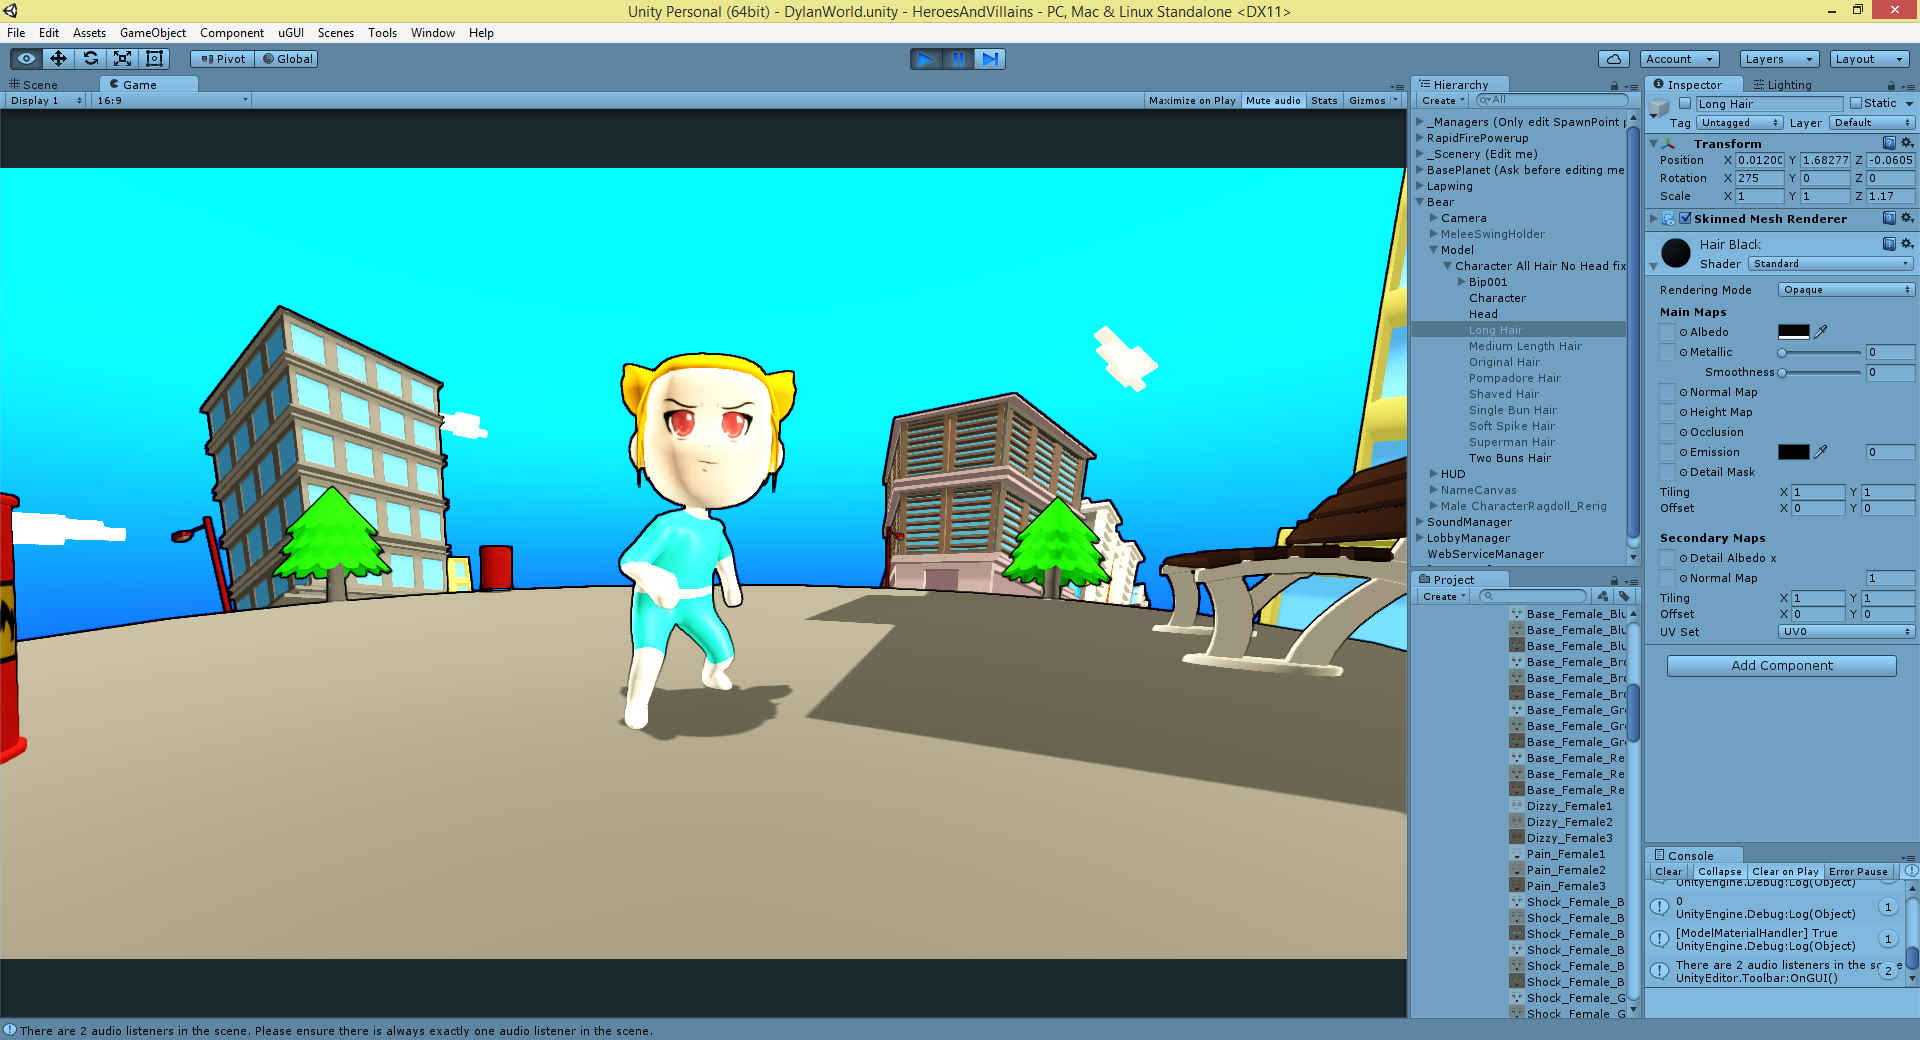 Unity Personal (64bit) - DylanWorld.unity - HeroesAndVillains - PC, Mac & Linux Standalone <DX11>
File Edit Assets GameObject Component uGUI Scenes Tools Window Help
Pivot Global Account Layers Layout
Scene Game
Display 1 16:9 Maximize on Play Mute audio Stats Gizmos
Hierarchy
Create All
_Managers (Only edit SpawnPoint
RapidFirePowerup
_Scenery (Edit me)
BasePlanet (Ask before editing me
Lapwing
Bear
Camera
MeleeSwingHolder
Model
Character All Hair No Head fix
Bip001
Character
Head
Long Hair
Medium Length Hair
Original Hair
Pompadore Hair
Shaved Hair
Single Bun Hair
Soft Spike Hair
Superman Hair
Two Buns Hair
HUD
NameCanvas
Male CharacterRagdoll_Rerig
SoundManager
LobbyManager
WebServiceManager
Project
Create
Base_Female_Blu
Base_Female_Blu
Base_Female_Blu
Base_Female_Bro
Base_Female_Bro
Base_Female_Bro
Base_Female_Gre
Base_Female_Gre
Base_Female_Gre
Base_Female_Re
Base_Female_Re
Base_Female_Re
Dizzy_Female1
Dizzy_Female2
Dizzy_Female3
Pain_Female1
Pain_Female2
Pain_Female3
Shock_Female_B
Shock_Female_B
Shock_Female_B
Shock_Female_B
Shock_Female_B
Shock_Female_B
Shock_Female_G
Shock_Female_G
Inspector Lighting
Long Hair Static
Tag Untagged Layer Default
Transform
Position X 0.01200 Y 1.68277 Z -0.0605
Rotation X 275 Y 0 Z 0
Scale X 1 Y 1 Z 1.17
Skinned Mesh Renderer
Hair Black
Shader Standard
Rendering Mode Opaque
Main Maps
Albedo
Metallic 0
Smoothness 0
Normal Map
Height Map
Occlusion
Emission 0
Detail Mask
Tiling X 1 Y 1
Offset X 0 Y 0
Secondary Maps
Detail Albedo x
Normal Map 1
Tiling X 1 Y 1
Offset X 0 Y 0
UV Set UV0
Add Component
Console
Clear Collapse Clear on Play Error Pause
UnityEngine.Debug:Log(Object)
0
UnityEngine.Debug:Log(Object) 1
[ModelMaterialHandler] True
UnityEngine.Debug:Log(Object) 1
There are 2 audio listeners in the scene
UnityEditor.Toolbar:OnGUI() 2
There are 2 audio listeners in the scene. Please ensure there is always exactly one audio listener in the scene.